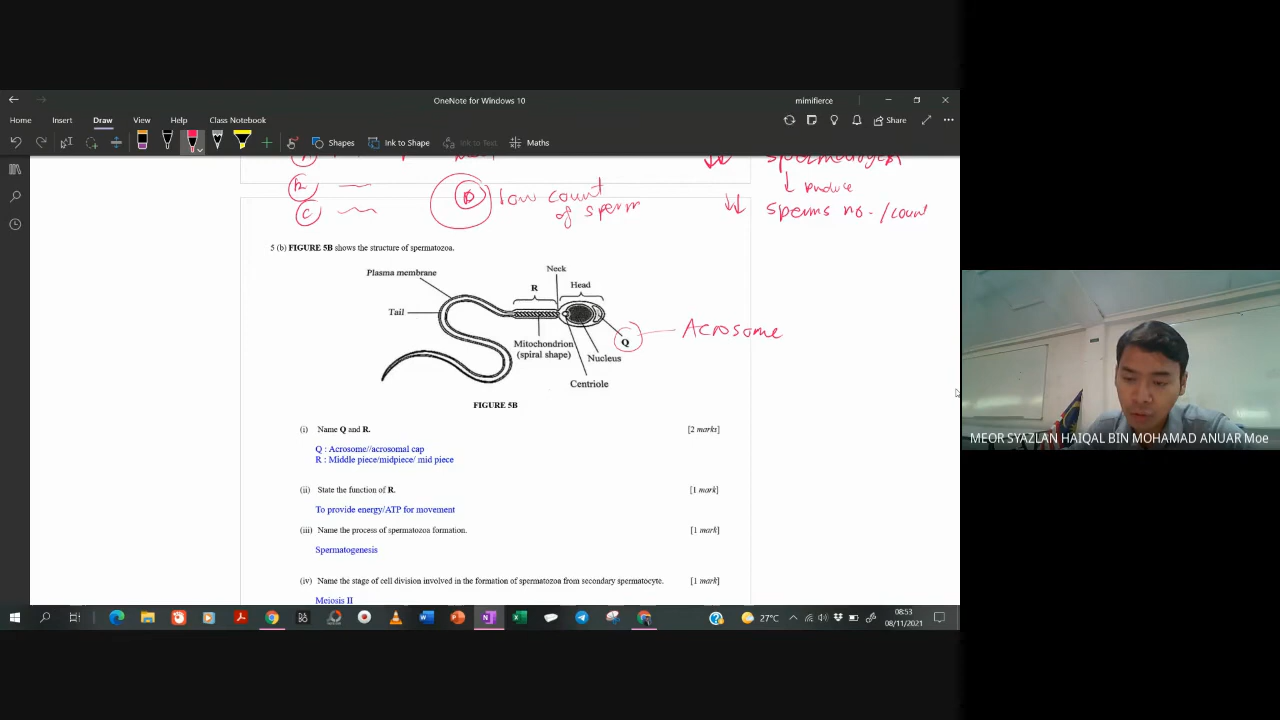 OneNote for Windows 10
mimifierce
Home Insert Draw View Help Class Notebook
Share
Shapes Ink to Shape Ink to Text Maths
produce
low count
of sperm
sperms no. / count
5 (b) FIGURE 5B shows the structure of spermatozoa.
Neck
Plasma membrane
R
Head
Tail
Acrosome
Mitochondrion
(spiral shape)
Q
Nucleus
Centriole
FIGURE 5B
(i) Name Q and R. [2 marks]
Q : Acrosome//acrosomal cap
R : Middle piece/midpiece/ mid piece
(ii) State the function of R. [1 mark]
To provide energy/ATP for movement
(iii) Name the process of spermatozoa formation. [1 mark]
Spermatogenesis
(iv) Name the stage of cell division involved in the formation of spermatozoa from secondary spermatocyte. [1 mark]
Meiosis II
MEOR SYAZLAN HAIQAL BIN MOHAMAD ANUAR Moe
27°C
08:53
08/11/2021